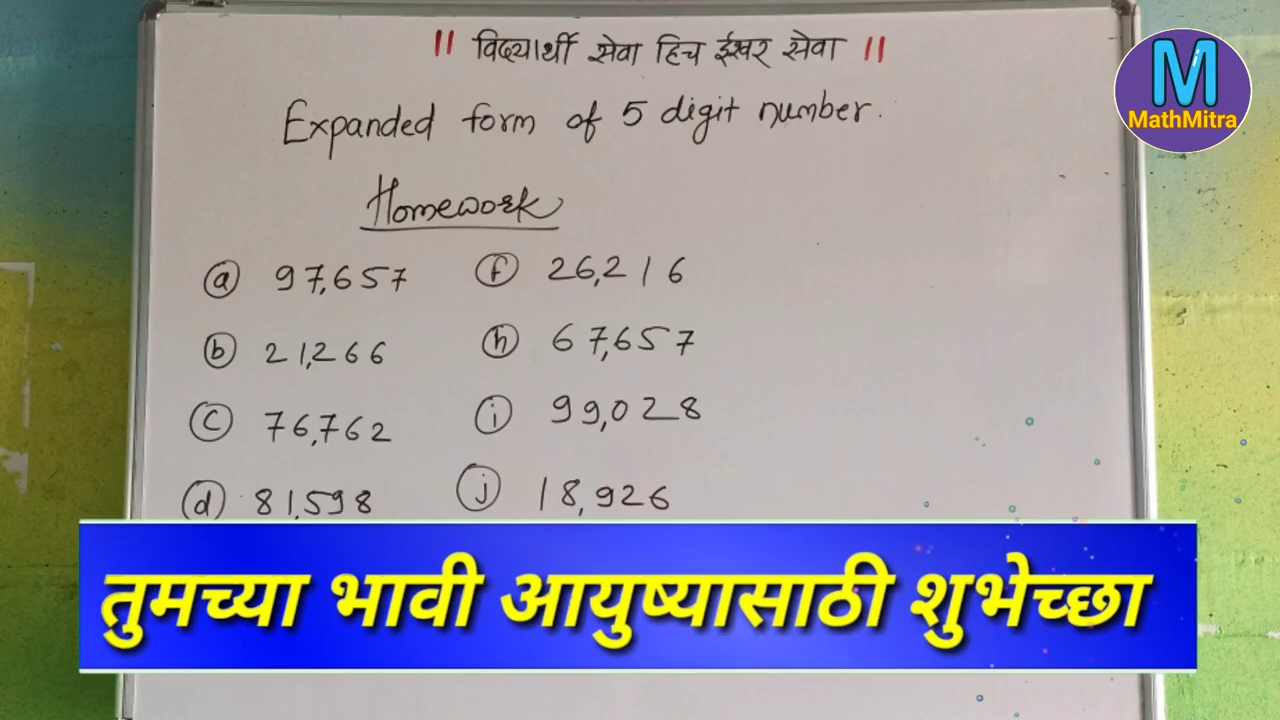 || विद्यार्थी सेवा हिच ईश्वर सेवा ||
M
MathMitra
Expanded form of 5 digit number.
Homework
(a) 97,657 (f) 26,216
(b) 21,266 (h) 67,657
(c) 76,762 (i) 99,028
(d) 81,598 (j) 18,926
तुमच्या भावी आयुष्यासाठी शुभेच्छा